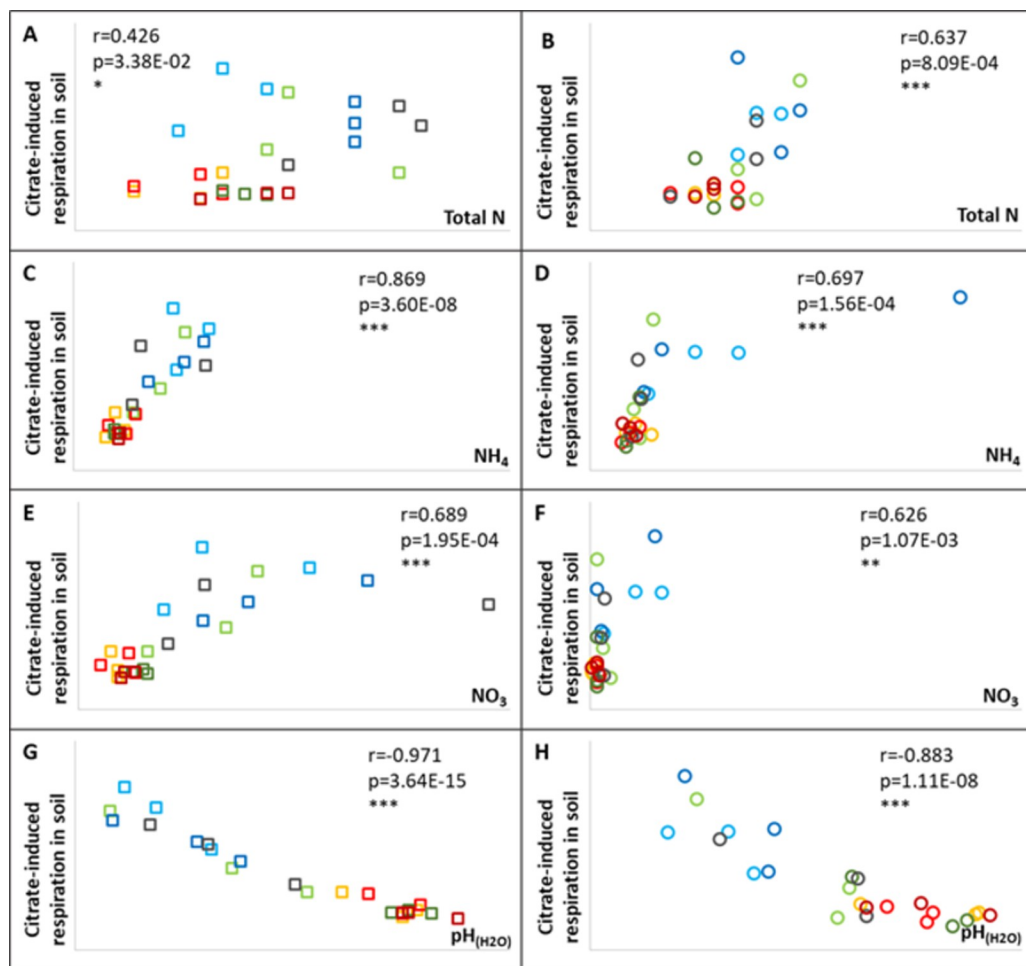 A
r=0.426
p=3.38E-02
*
Citrate-induced
respiration in soil
Total N
B
r=0.637
p=8.09E-04
***
Citrate-induced
respiration in soil
Total N
C
r=0.869
p=3.60E-08
***
Citrate-induced
respiration in soil
NH₄
D
r=0.697
p=1.56E-04
***
Citrate-induced
respiration in soil
NH₄
E
r=0.689
p=1.95E-04
***
Citrate-induced
respiration in soil
NO₃
F
r=0.626
p=1.07E-03
**
Citrate-induced
respiration in soil
NO₃
G
r=-0.971
p=3.64E-15
***
Citrate-induced
respiration in soil
pH(H2O)
H
r=-0.883
p=1.11E-08
***
Citrate-induced
respiration in soil
pH(H2O)